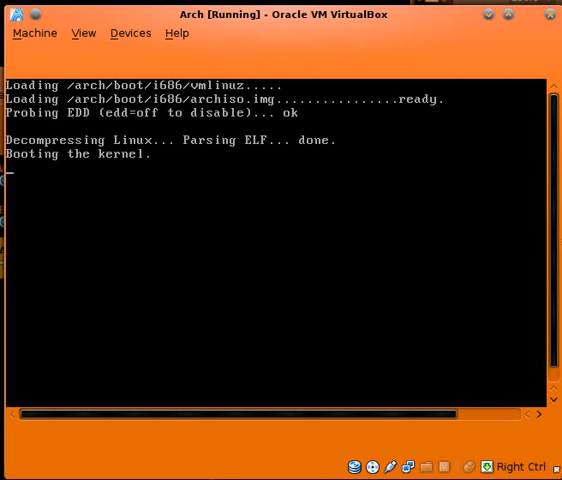 Arch [Running] - Oracle VM VirtualBox
Machine View Devices Help
Loading /arch/boot/i686/vmlinuz.....
Loading /arch/boot/i686/archiso.img................ready.
Probing EDD (edd=off to disable)... ok
Decompressing Linux... Parsing ELF... done.
Booting the kernel.
_
Right Ctrl